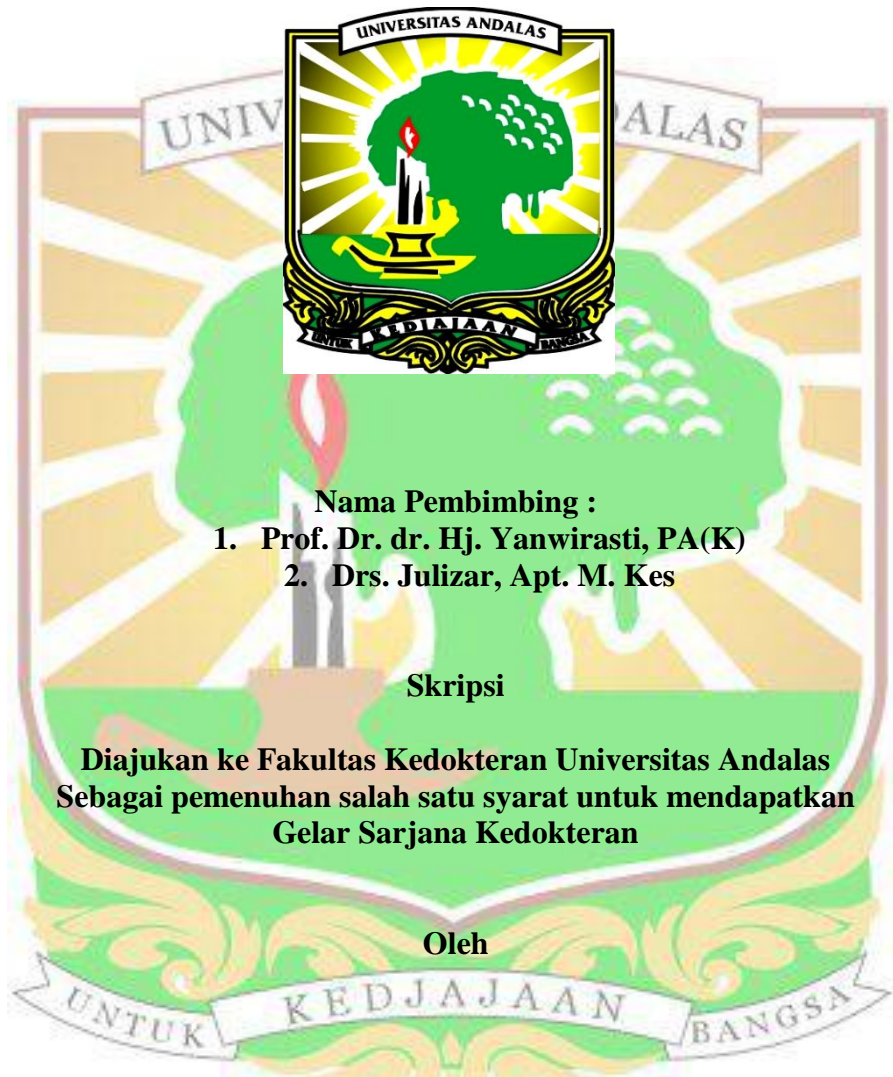 UNIVERSITAS ANDALAS
UNIV
ALAS
UNTUK KEDJAJAAN BANGSA
Nama Pembimbing :
1. Prof. Dr. dr. Hj. Yanwirasti, PA(K)
2. Drs. Julizar, Apt. M. Kes
Skripsi
Diajukan ke Fakultas Kedokteran Universitas Andalas
Sebagai pemenuhan salah satu syarat untuk mendapatkan
Gelar Sarjana Kedokteran
Oleh
UNTUK KEDJAJAAN BANGSA